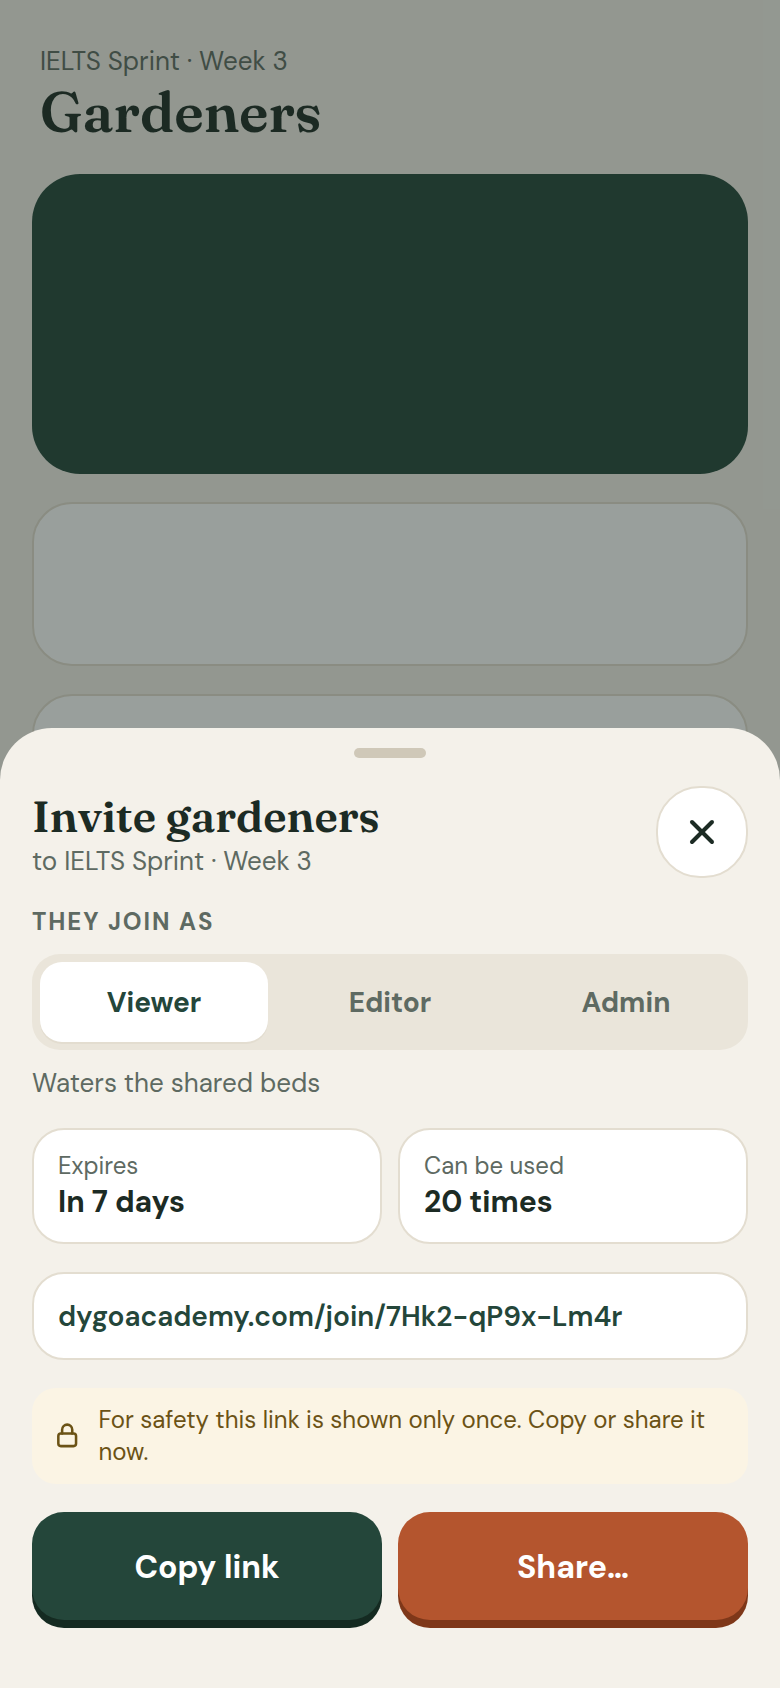 IELTS Sprint · Week 3
Gardeners
Invite gardeners
to IELTS Sprint · Week 3
THEY JOIN AS
Viewer
Editor
Admin
Waters the shared beds
Expires
In 7 days
Can be used
20 times
dygoacademy.com/join/7Hk2-qP9x-Lm4r
For safety this link is shown only once. Copy or share it
now.
Copy link
Share…